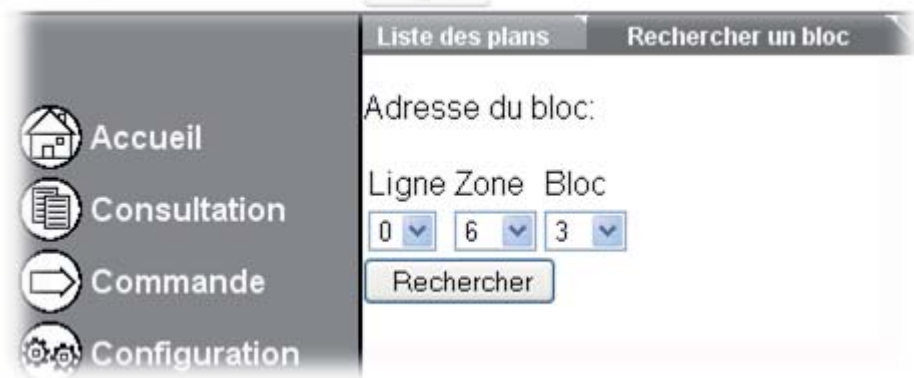 Liste des plans Rechercher un bloc
Accueil
Consultation
Commande
Configuration
Adresse du bloc:
Ligne Zone Bloc
0 6 3
Rechercher